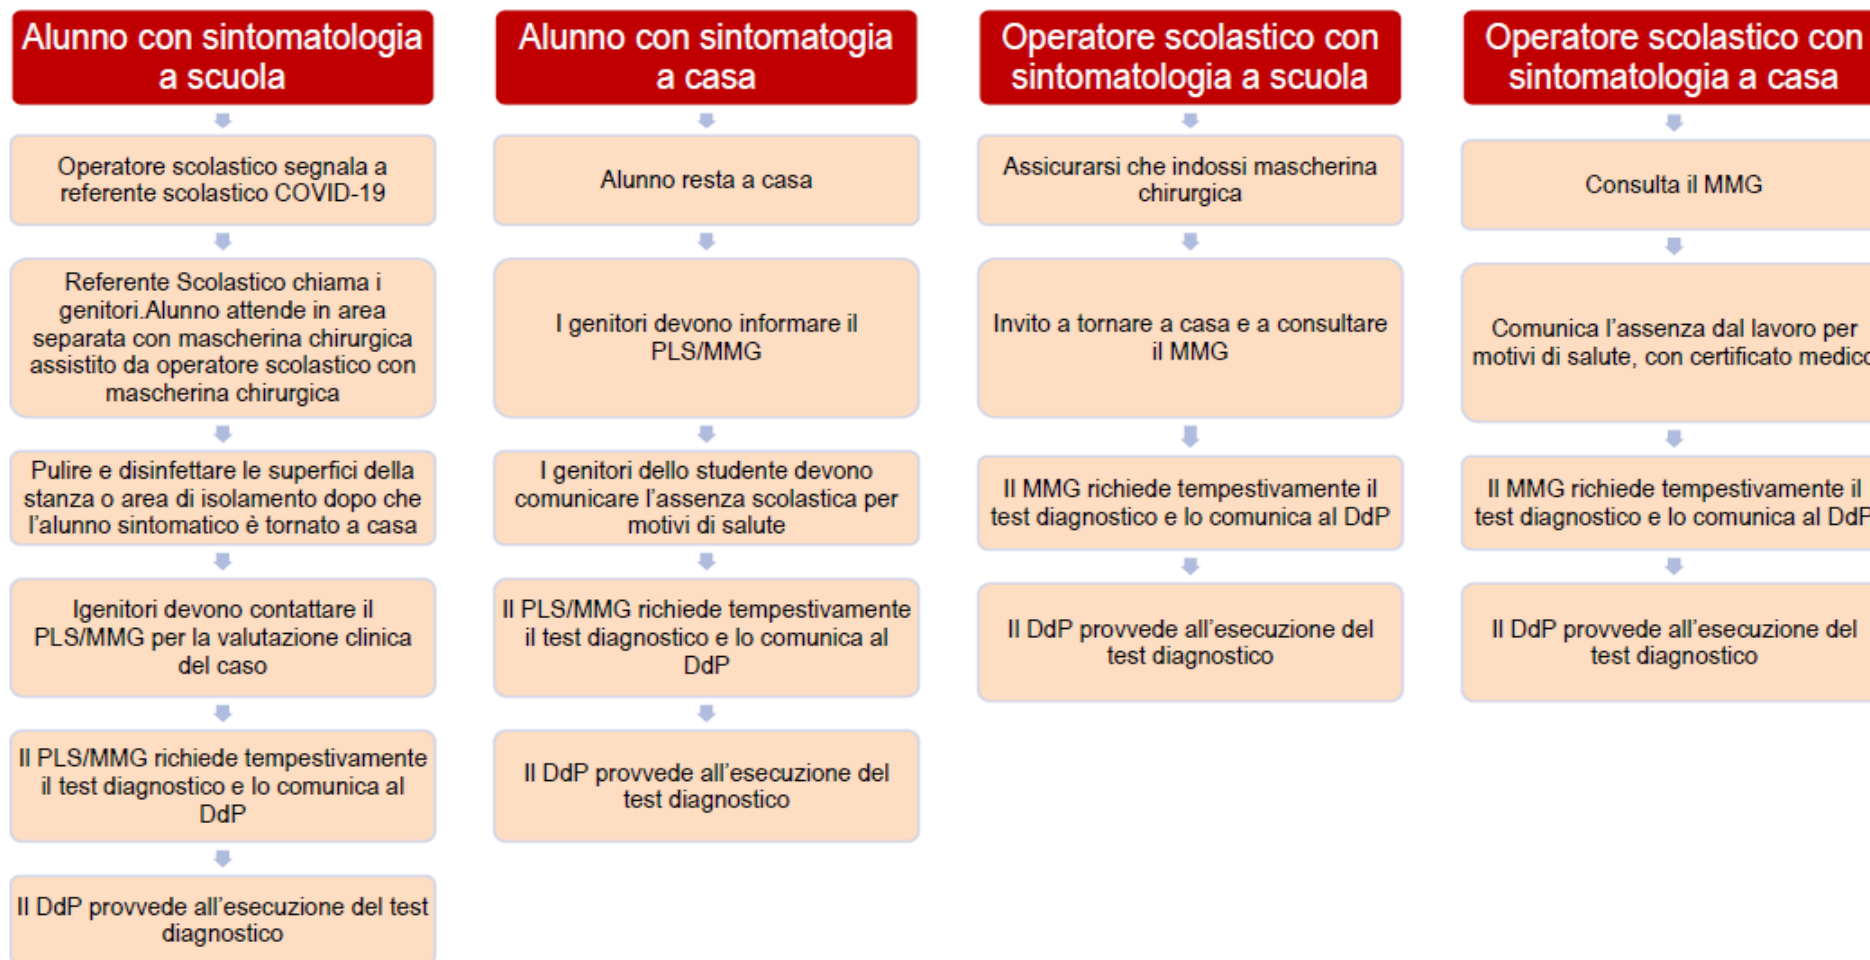 Alunno con sintomatologia
a scuola
Operatore scolastico segnala a
referente scolastico COVID-19
Referente Scolastico chiama i
genitori.Alunno attende in area
separata con mascherina chirurgica
assistito da operatore scolastico con
mascherina chirurgica
Pulire e disinfettare le superfici della
stanza o area di isolamento dopo che
l'alunno sintomatico è tornato a casa
Igenitori devono contattare il
PLS/MMG per la valutazione clinica
del caso
Il PLS/MMG richiede tempestivamente
il test diagnostico e lo comunica al
DdP
Il DdP provvede all'esecuzione del test
diagnostico
Alunno con sintomatogia
a casa
Alunno resta a casa
I genitori devono informare il
PLS/MMG
I genitori dello studente devono
comunicare l'assenza scolastica per
motivi di salute
Il PLS/MMG richiede tempestivamente
il test diagnostico e lo comunica al
DdP
Il DdP provvede all'esecuzione del
test diagnostico
Operatore scolastico con
sintomatologia a scuola
Assicurarsi che indossi mascherina
chirurgica
Invito a tornare a casa e a consultare
il MMG
Il MMG richiede tempestivamente il
test diagnostico e lo comunica al DdP
Il DdP provvede all'esecuzione del
test diagnostico
Operatore scolastico con
sintomatologia a casa
Consulta il MMG
Comunica l'assenza dal lavoro per
motivi di salute, con certificato medico
Il MMG richiede tempestivamente il
test diagnostico e lo comunica al DdP
Il DdP provvede all'esecuzione del
test diagnostico